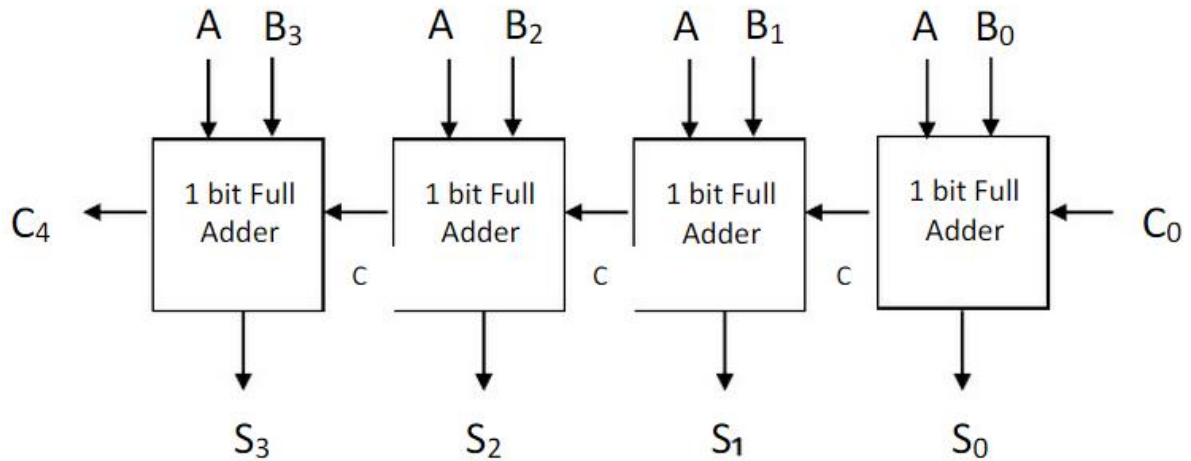 A B₃ A B₂ A B₁ A B₀
1 bit Full 1 bit Full 1 bit Full 1 bit Full
Adder Adder Adder Adder
C₄ C₀
C C C
S₃ S₂ S₁ S₀